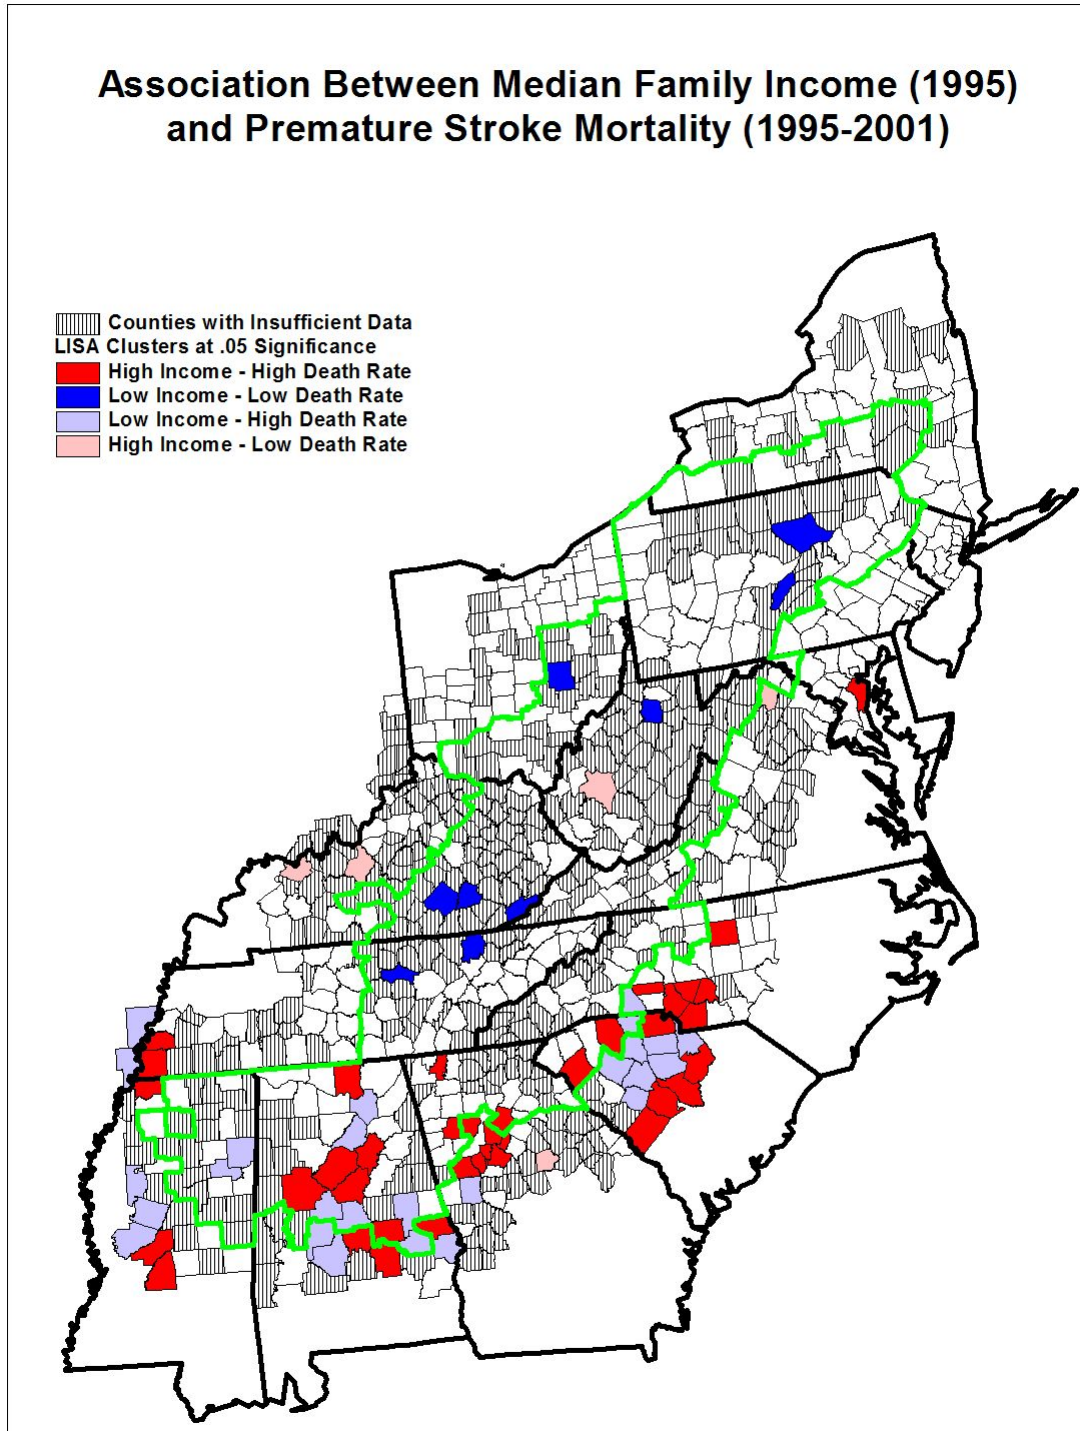 Association Between Median Family Income (1995)
and Premature Stroke Mortality (1995-2001)
Counties with Insufficient Data
LISA Clusters at .05 Significance
High Income - High Death Rate
Low Income - Low Death Rate
Low Income - High Death Rate
High Income - Low Death Rate